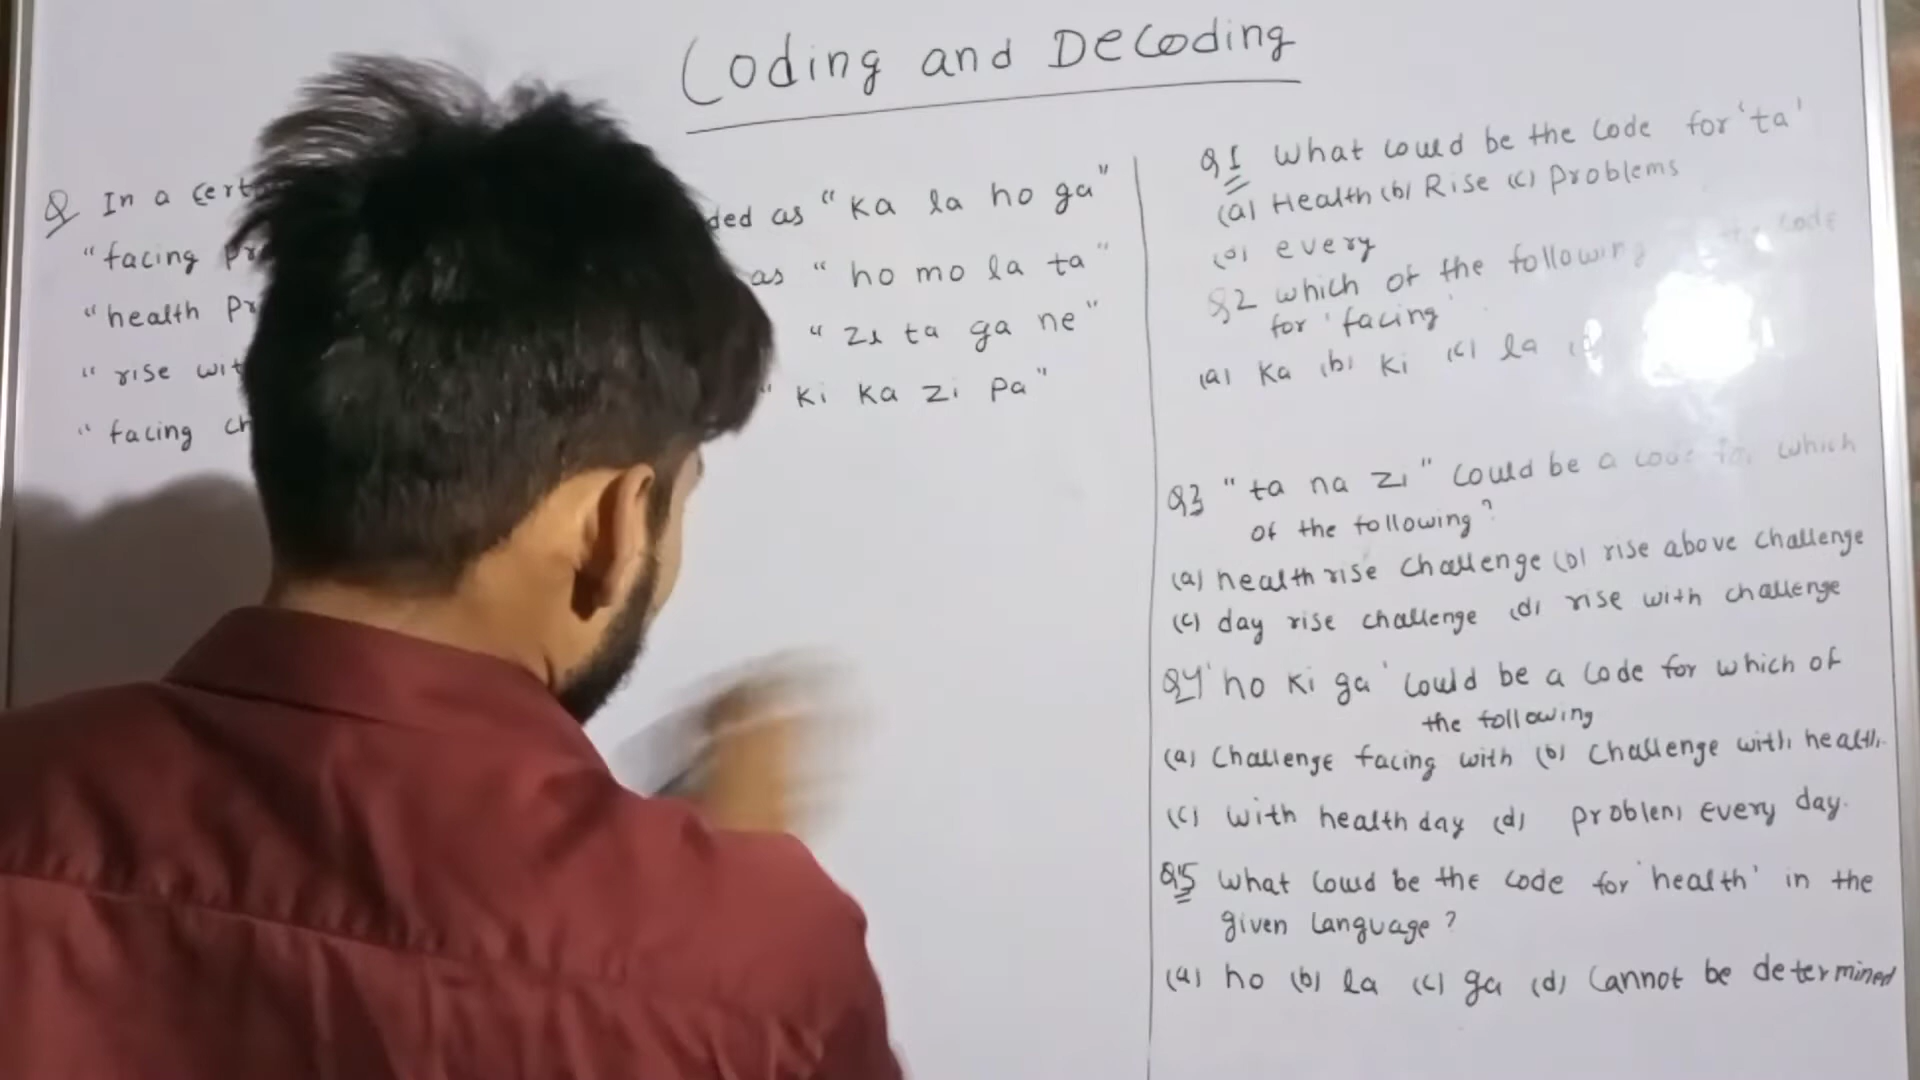 Coding and Decoding
Q In a cert
ded as "Ka la ho ga"
"facing pr
as "ho mo la ta"
"health pr
"zi ta ga ne"
"rise wit
"Ki Ka zi pa"
"facing ch
Q1 What could be the Code for 'ta'
(a) Health (b) Rise (c) Problems
(d) every
Q2 which of the following the code
for 'facing'
(a) Ka (b) Ki (c) la
Q3 "ta na zi" Could be a code for which
of the following?
(a) health rise Challenge (b) rise above challenge
(c) day rise challenge (d) rise with challenge
Q4 'ho Ki ga' Could be a Code for which of
the following
(a) Challenge facing with (b) Challenge with health
(c) with health day (d) problem every day.
Q5 What Could be the code for 'health' in the
given Language?
(a) ho (b) la (c) ga (d) Cannot be determined